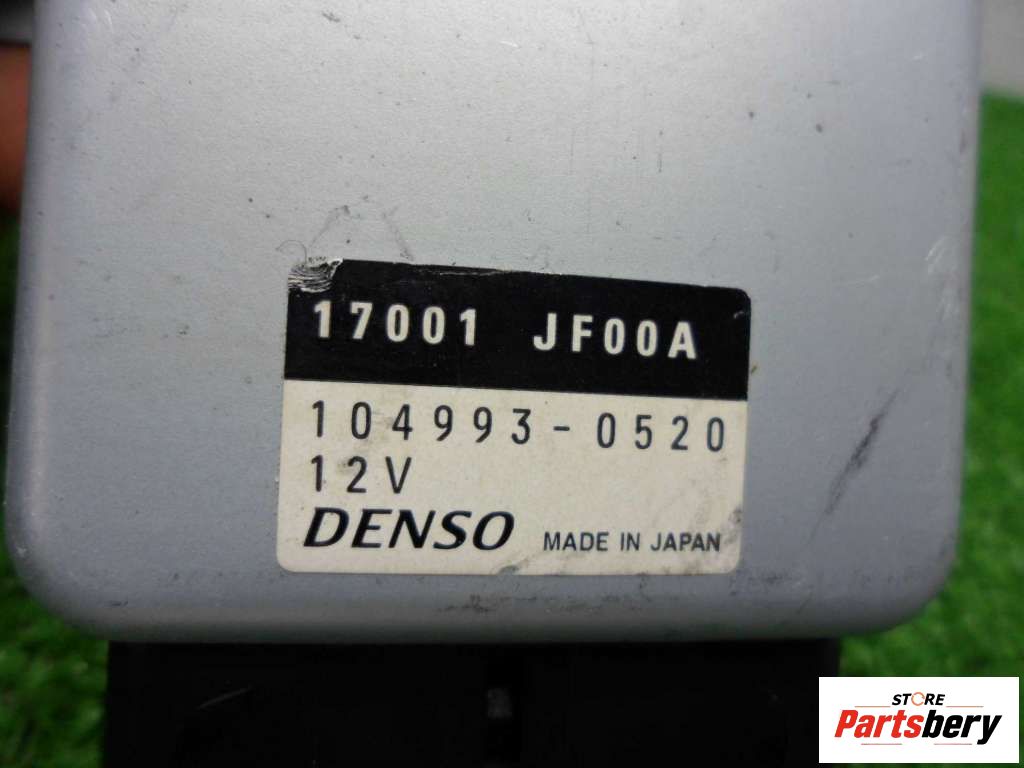 17001 JF00A
104993-0520
12V
DENSO MADE IN JAPAN
STORE
Partsbery